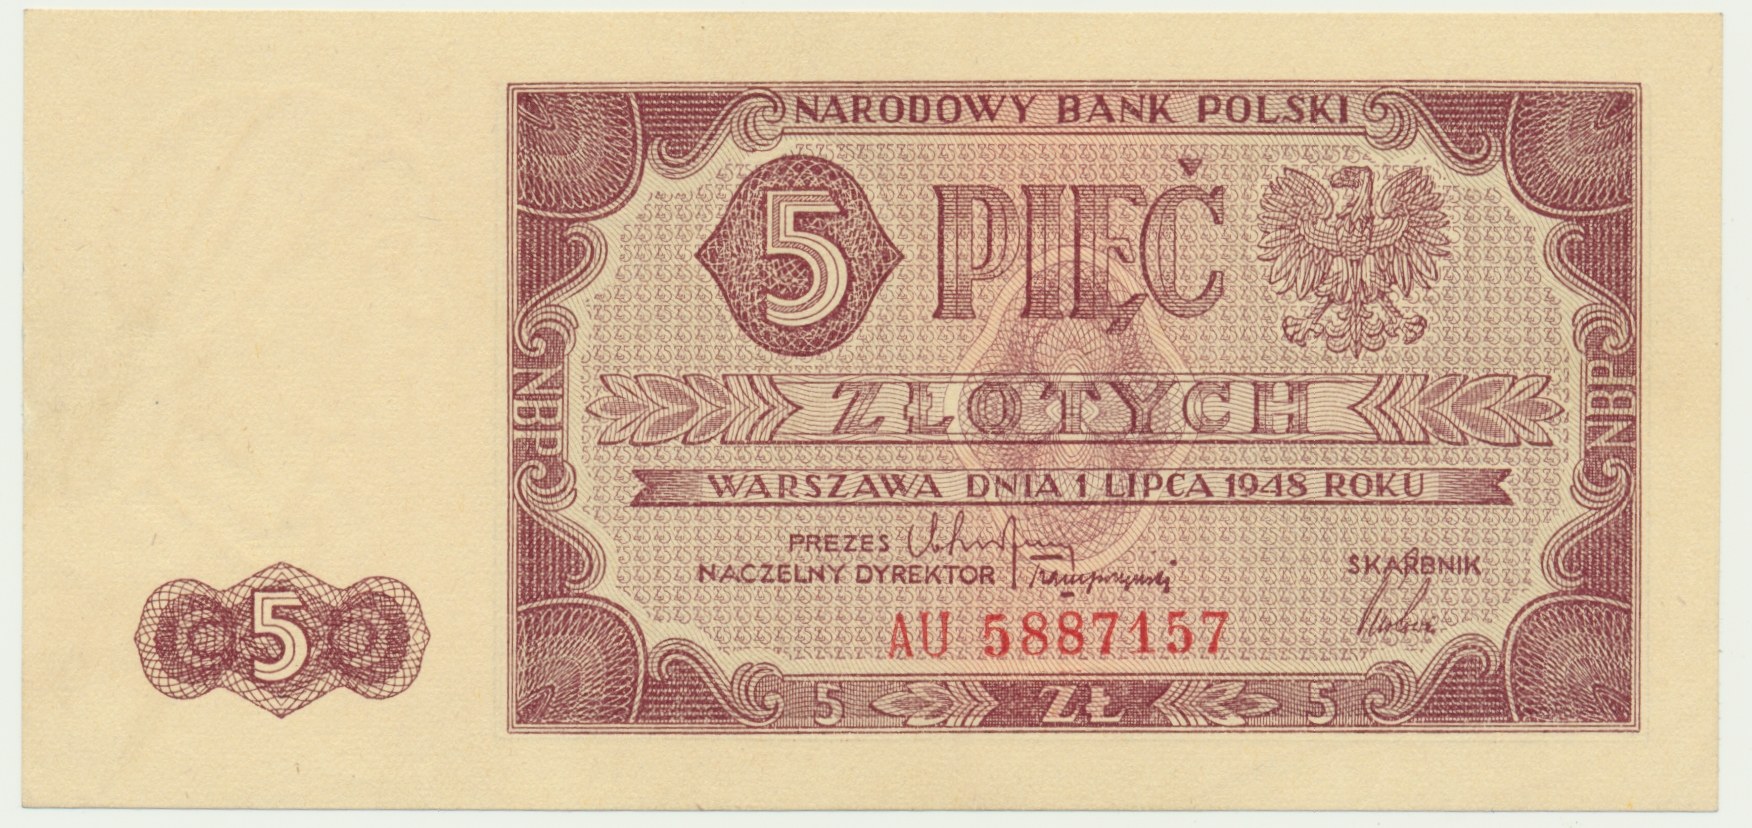 NARODOWY BANK POLSKI
5 PIĘĆ
ZŁOTYCH
NBP
NBP
WARSZAWA DNIA 1 LIPCA 1948 ROKU
PREZES
NACZELNY DYREKTOR
SKARBNIK
AU 5887157
5
5 ZŁ 5